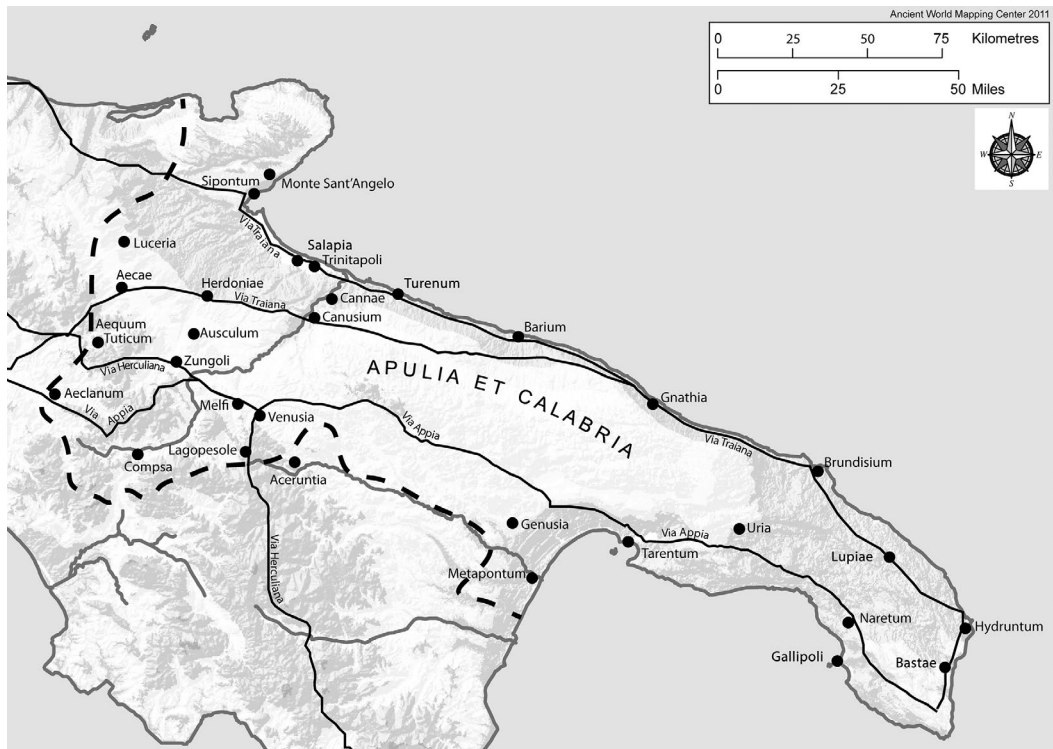 Ancient World Mapping Center 2011
0 25 50 75 Kilometres
0 25 50 Miles
N
W E
S
Monte Sant'Angelo
Sipontum
Via Traiana
Luceria
Salapia
Trinitapoli
Aecae
Herdoniae
Via Traiana
Turenum
Cannae
Canusium
Aequum
Tuticum
Ausculum
Barium
Zungoli
Via Herculiana
APULIA ET CALABRIA
Aeclanum
Via Appia
Melfi
Venusia
Gnathia
Via Appia
Via Traiana
Lagopesole
Compsa
Aceruntia
Brundisium
Genusia
Uria
Via Appia
Tarentum
Via Herculiana
Lupiae
Metapontum
Naretum
Hydruntum
Gallipoli
Bastae